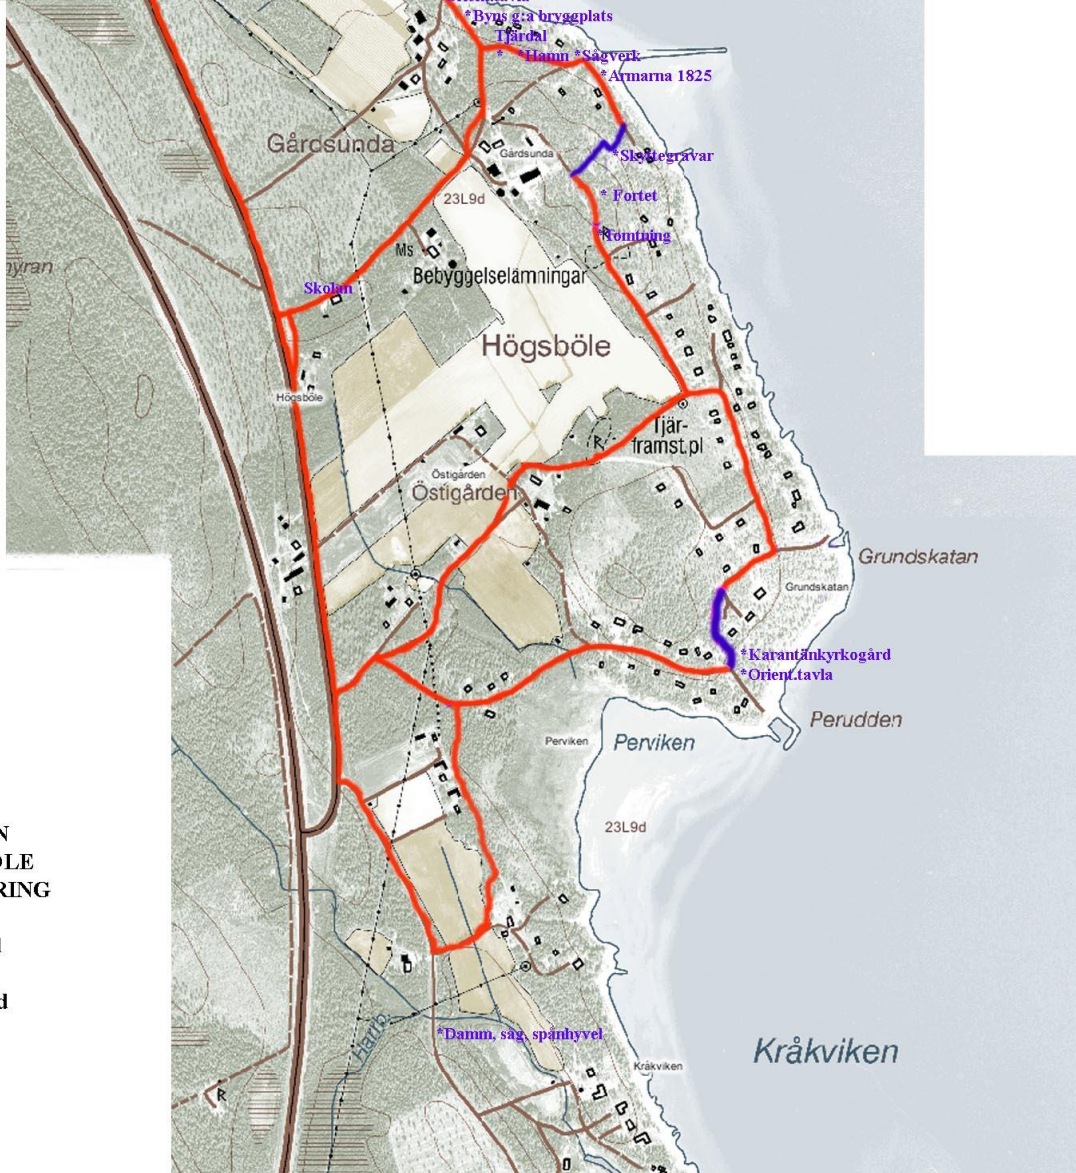 *Byns g:a bryggplats
Tjärdal
* *Hamn *Sågverk
*Armarna 1825
Gårdsunda
Gårdsunda
*Skyttegravar
23L9d
* Fortet
R
*Tomtning
Ms
Bebyggelselämningar
Skolan
Högsböle
Högsböle
Tjär-
framst.pl
R
Östigården
Östigården
Grundskatan
Grundskatan
*Karantänkyrkogård
*Orient.tavla
Perudden
Perviken
Perviken
23L9d
N
RING
*Damm, såg, spånhyvel
Kråkviken
Kråkviken
R